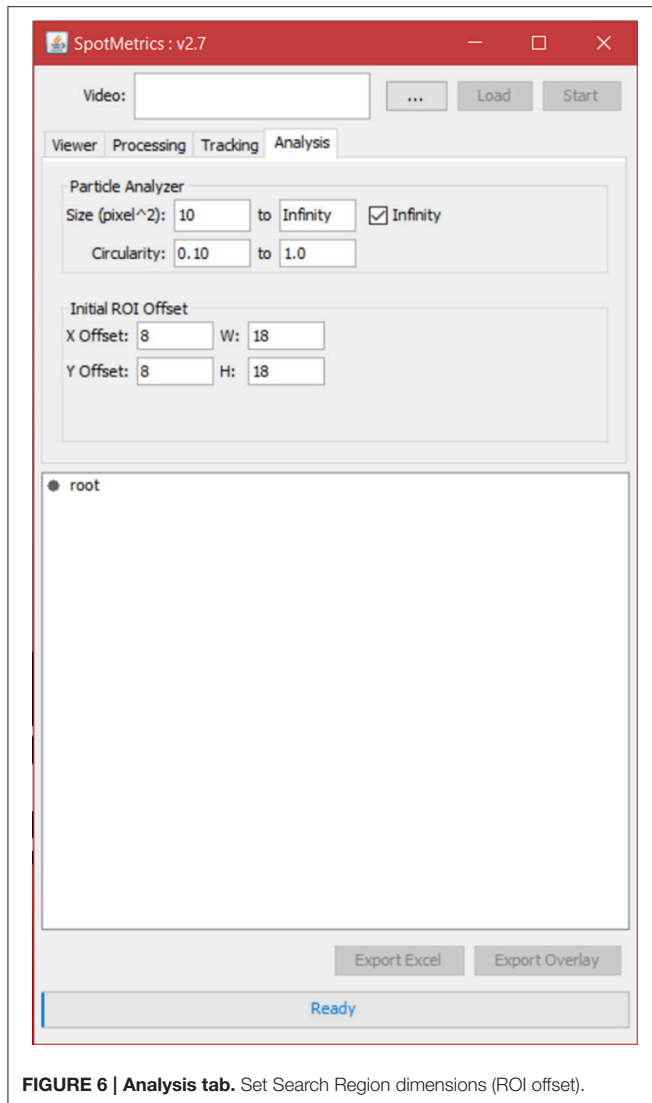 SpotMetrics : v2.7
Video: ... Load Start
Viewer Processing Tracking Analysis
Particle Analyzer
Size (pixel^2): 10 to Infinity Infinity
Circularity: 0.10 to 1.0
Initial ROI Offset
X Offset: 8 W: 18
Y Offset: 8 H: 18
root
Export Excel Export Overlay
Ready
FIGURE 6 | Analysis tab. Set Search Region dimensions (ROI offset).